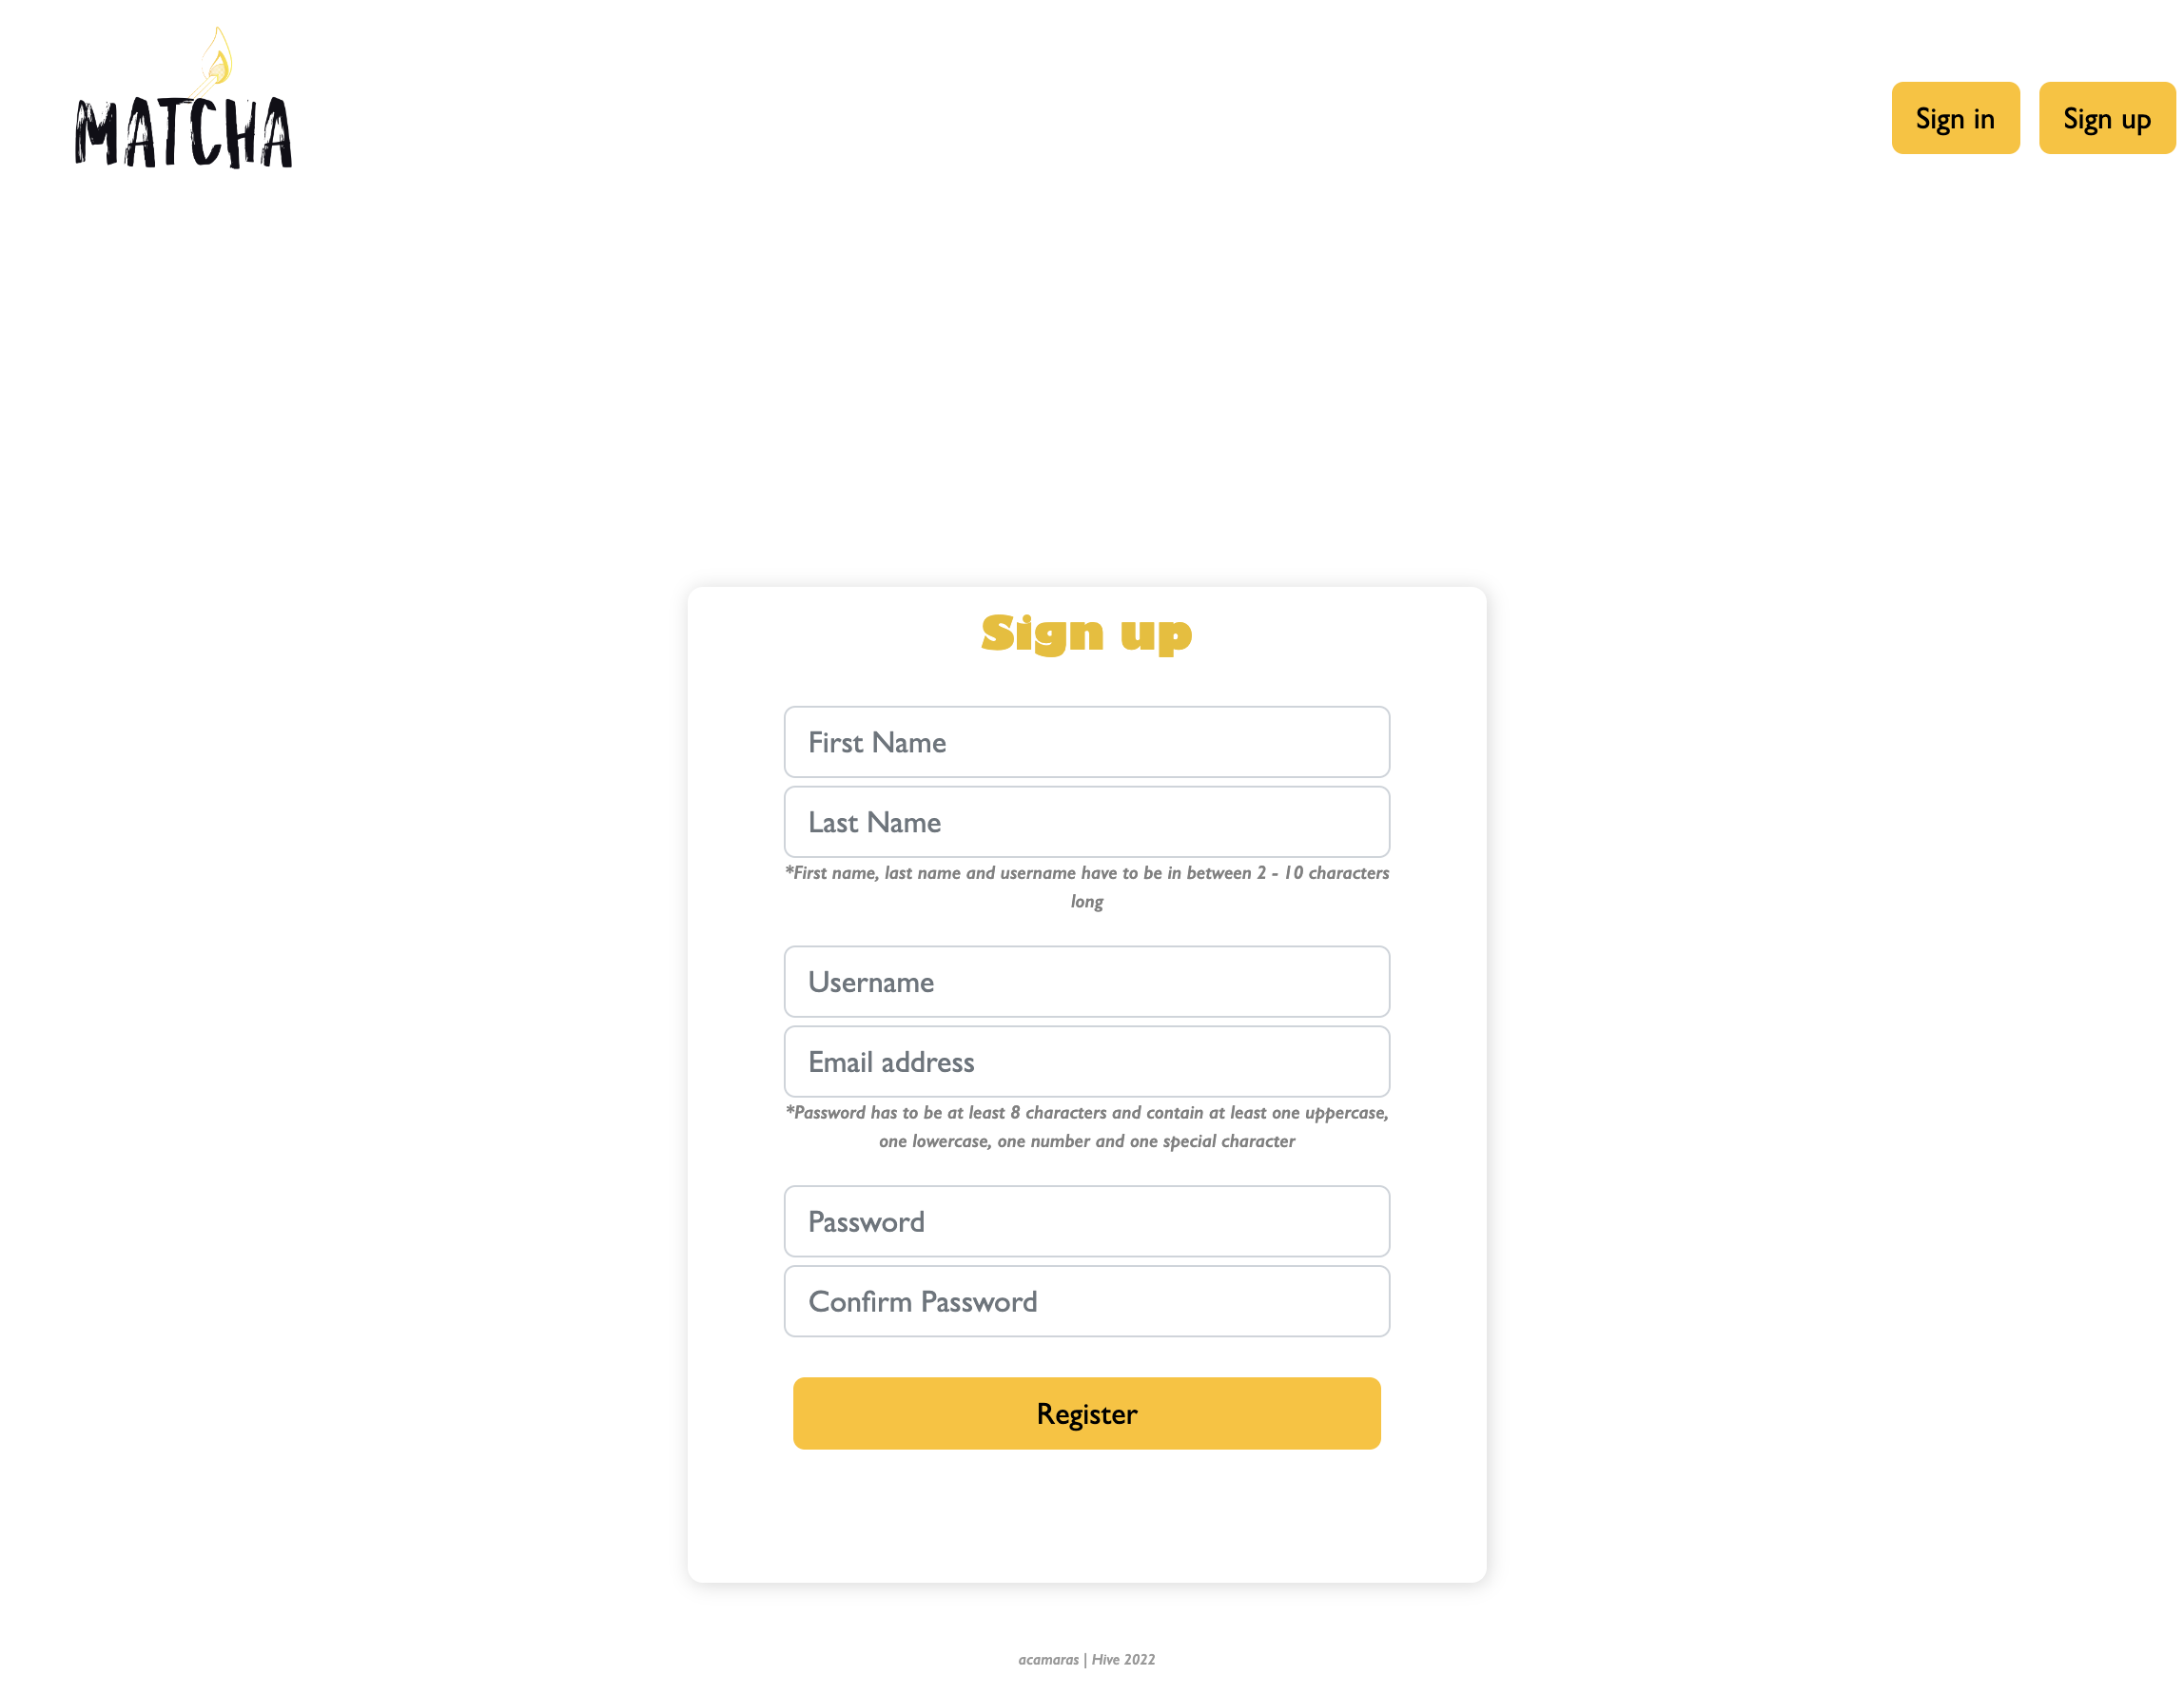 MATCHA
Sign in
Sign up
Sign up
First Name
Last Name
*First name, last name and username have to be in between 2 - 10 characters
long
Username
Email address
*Password has to be at least 8 characters and contain at least one uppercase,
one lowercase, one number and one special character
Password
Confirm Password
Register
acamaras | Hive 2022